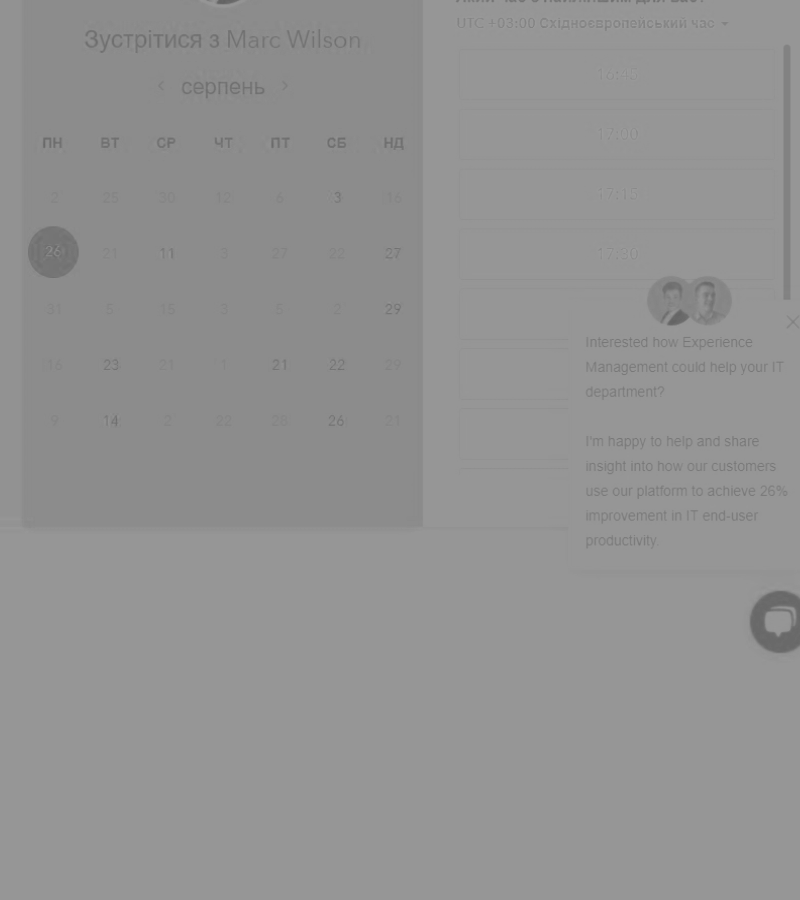 Зустрітися з Marc Wilson
серпень
ПН ВТ СР ЧТ ПТ СБ НД
2 25 30 12 6 3 16
26 21 11 3 27 22 27
31 5 15 3 5 2 29
16 23 21 1 21 22 29
9 14 2 22 28 26 21
UTC +03:00 Східноєвропейський час
16:45
17:00
17:15
17:30
Interested how Experience
Management could help your IT
department?
I'm happy to help and share
insight into how our customers
use our platform to achieve 26%
improvement in IT end-user
productivity.